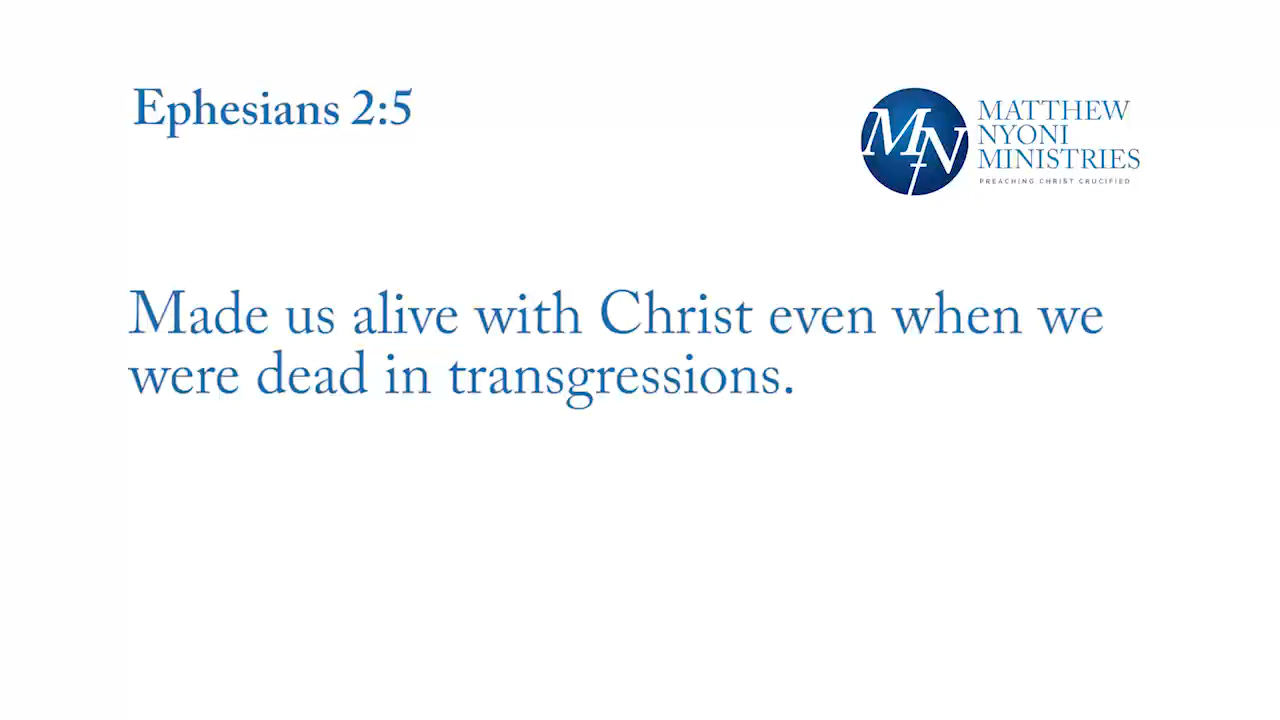 Ephesians 2:5
MN
MATTHEW
NYONI
MINISTRIES
PREACHING CHRIST CRUCIFIED
Made us alive with Christ even when we
were dead in transgressions.